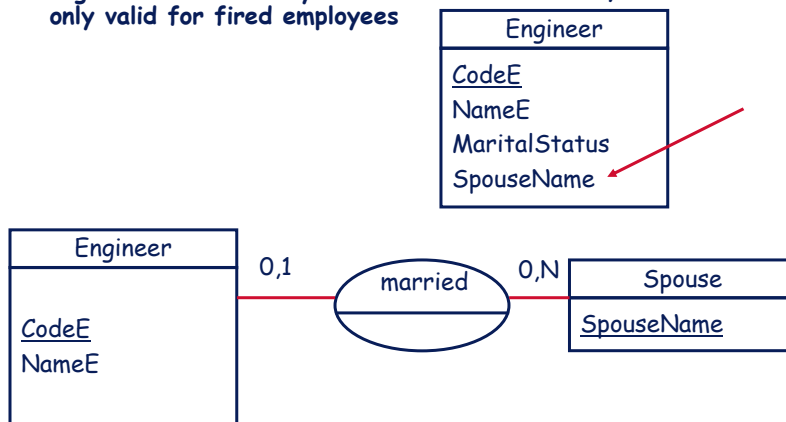 only valid for fired employees
Engineer
CodeE
NameE
MaritalStatus
SpouseName
Engineer
CodeE
NameE
0,1
married
0,N
Spouse
SpouseName